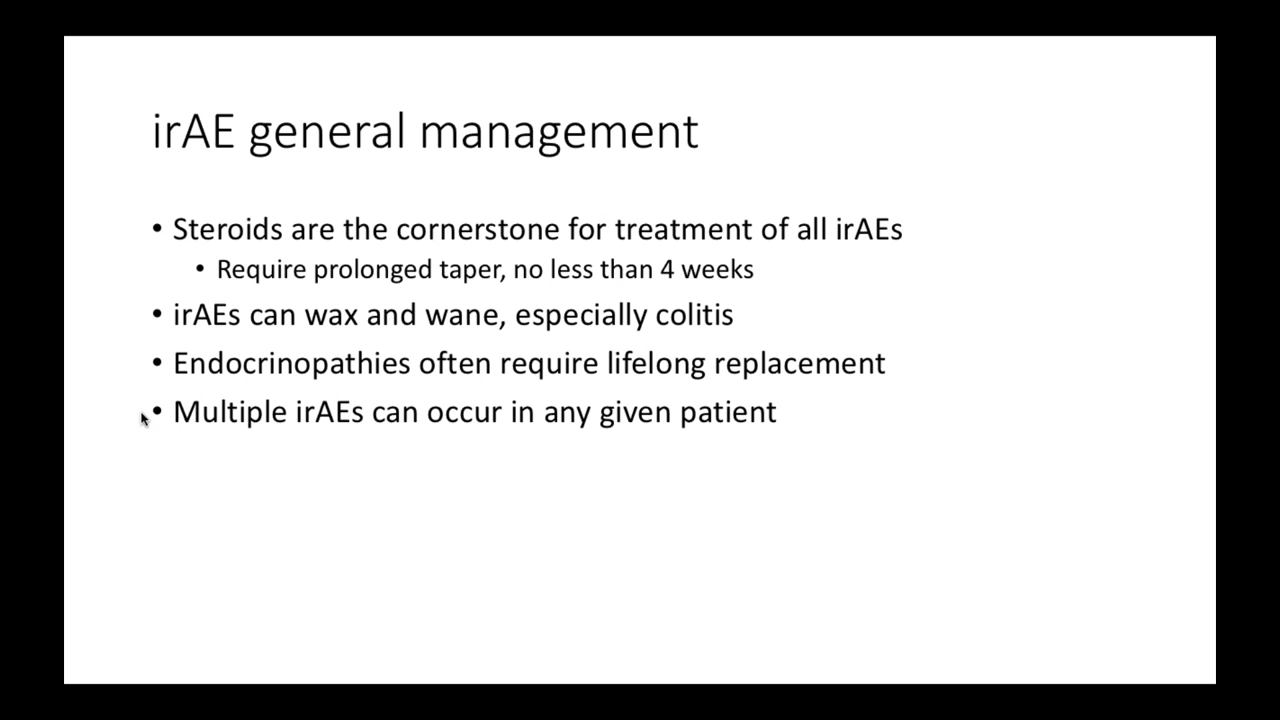 irAE general management
• Steroids are the cornerstone for treatment of all irAEs
• Require prolonged taper, no less than 4 weeks
• irAEs can wax and wane, especially colitis
• Endocrinopathies often require lifelong replacement
• Multiple irAEs can occur in any given patient